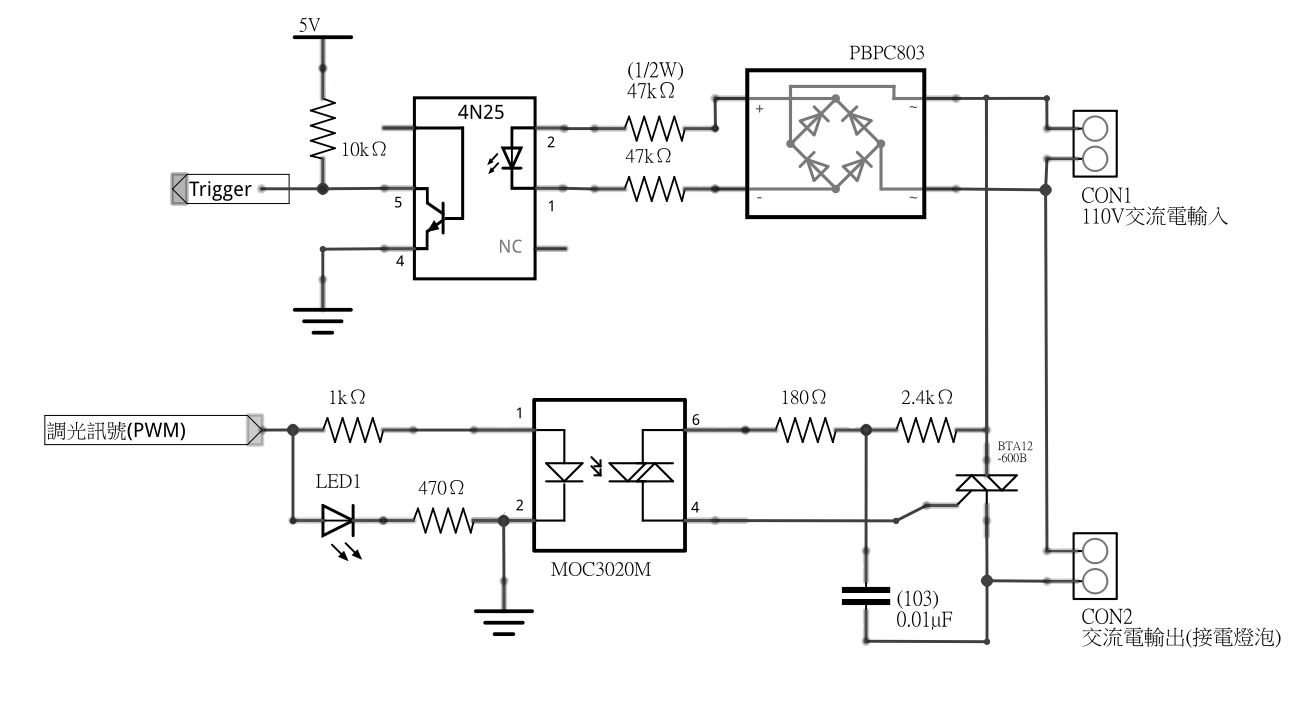 5V
10kΩ
Trigger
4N25
2
1
5
4
NC
(1/2W)
47kΩ
47kΩ
PBPC803
+
-
~
~
CON1
110V交流電輸入
調光訊號(PWM)
1kΩ
LED1
470Ω
1
2
6
4
MOC3020M
180Ω
2.4kΩ
BTA12
-600B
(103)
0.01μF
CON2
交流電輸出(接電燈泡)